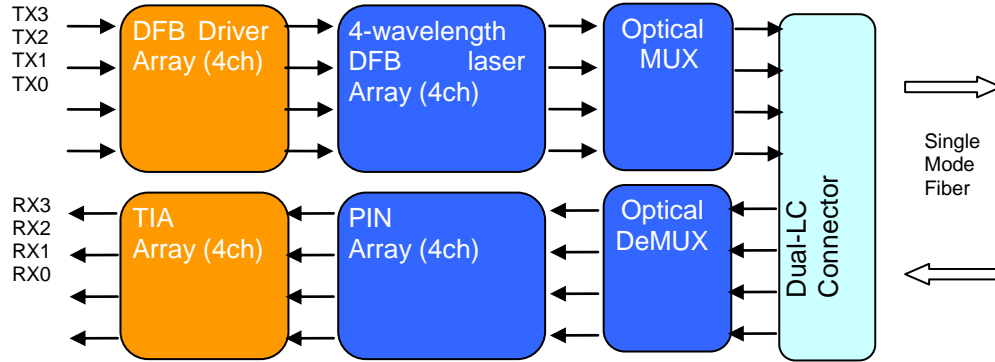 TX3
TX2
TX1
TX0
DFB Driver
Array (4ch)
4-wavelength
DFB laser
Array (4ch)
Optical
MUX
Dual-LC
Connector
Single
Mode
Fiber
RX3
RX2
RX1
RX0
TIA
Array (4ch)
PIN
Array (4ch)
Optical
DeMUX